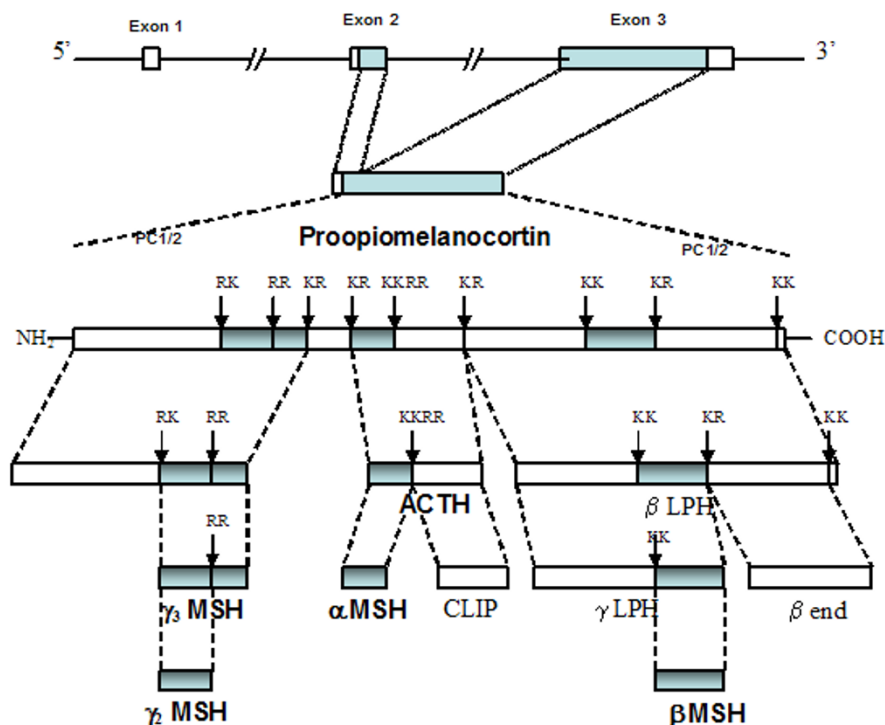 Exon 1 Exon 2 Exon 3
5’ 3’
PC1/2 Proopiomelanocortin PC1/2
RK RR KR KR KKRR KR KK KR KK
NH2 COOH
RK RR KKRR KK KR KK
ACTH β LPH
RR KK
γ3 MSH αMSH CLIP γ LPH β end
γ2 MSH βMSH